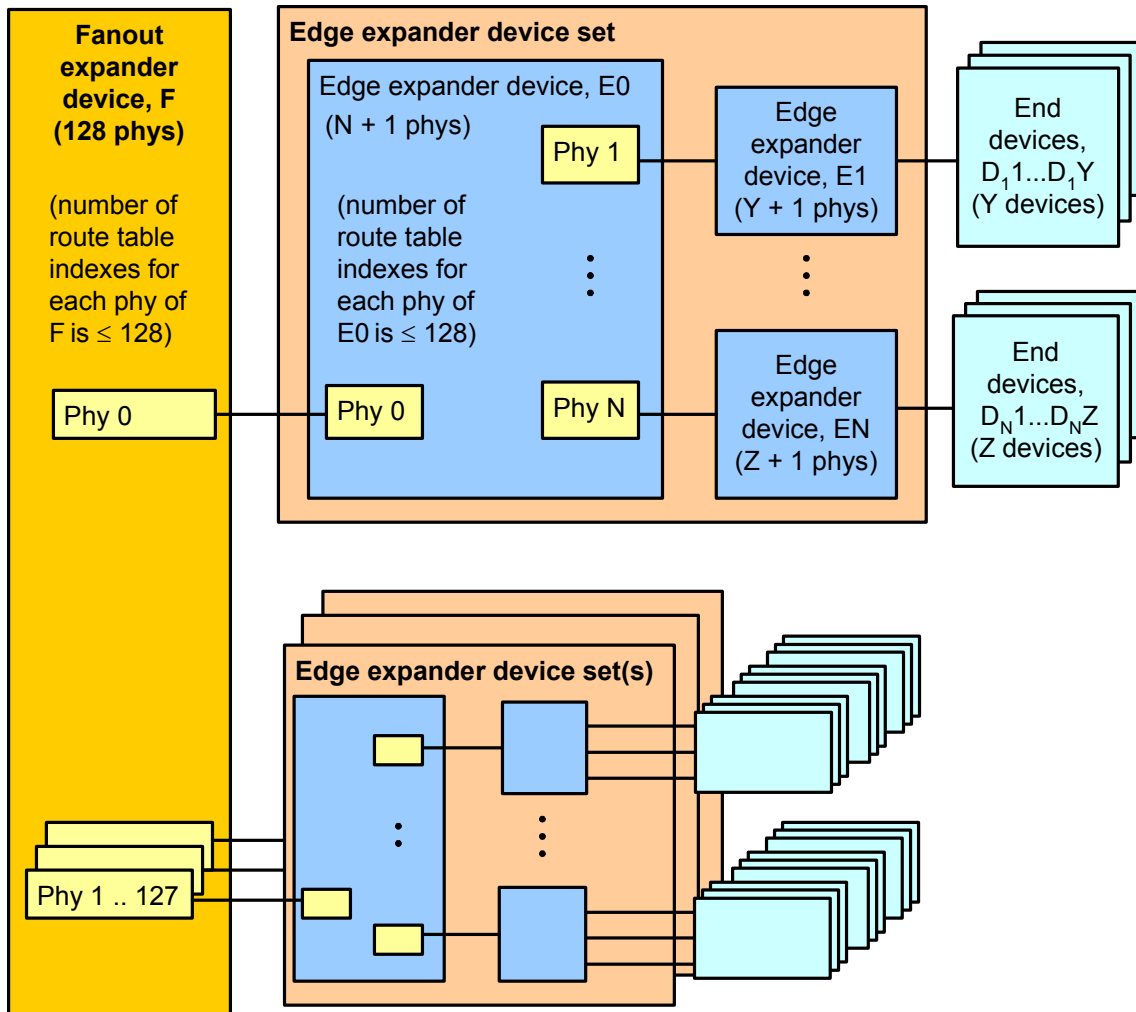 Fanout
expander
device, F
(128 phys)
(number of
route table
indexes for
each phy of
F is ≤ 128)
Phy 0
Edge expander device set
Edge expander device, E0
(N + 1 phys)
(number of
route table
indexes for
each phy of
E0 is ≤ 128)
Phy 0
Phy 1
Phy N
Edge
expander
device, E1
(Y + 1 phys)
Edge
expander
device, EN
(Z + 1 phys)
End
devices,
D₁1...D₁Y
(Y devices)
End
devices,
D_N1...D_NZ
(Z devices)
Edge expander device set(s)
Phy 1 .. 127